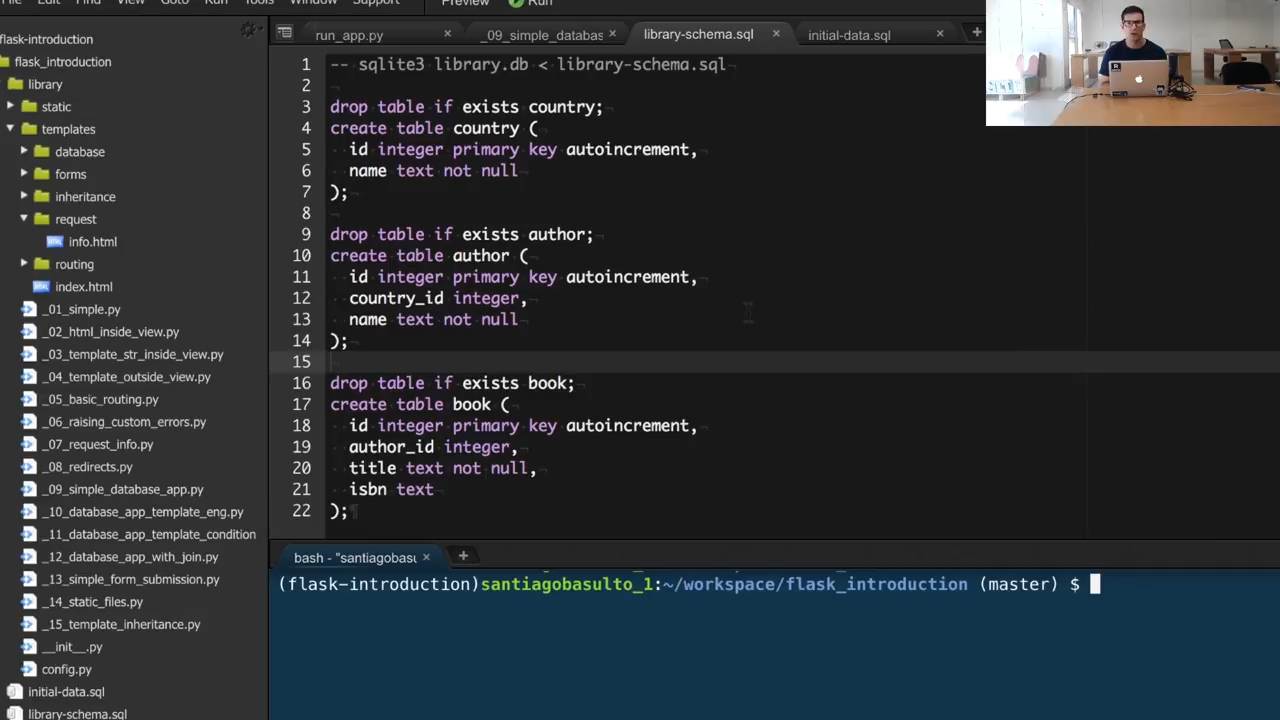 File Edit Find View Goto Run Tools Window Support Preview Run
flask-introduction
flask_introduction
library
static
templates
database
forms
inheritance
request
info.html
routing
index.html
_01_simple.py
_02_html_inside_view.py
_03_template_str_inside_view.py
_04_template_outside_view.py
_05_basic_routing.py
_06_raising_custom_errors.py
_07_request_info.py
_08_redirects.py
_09_simple_database_app.py
_10_database_app_template_eng.py
_11_database_app_template_condition
_12_database_app_with_join.py
_13_simple_form_submission.py
_14_static_files.py
_15_template_inheritance.py
__init__.py
config.py
initial-data.sql
library-schema.sql
run_app.py × _09_simple_databas × library-schema.sql × initial-data.sql ×
1 -- sqlite3 library.db < library-schema.sql
2
3 drop table if exists country;
4 create table country (
5 id integer primary key autoincrement,
6 name text not null
7 );
8
9 drop table if exists author;
10 create table author (
11 id integer primary key autoincrement,
12 country_id integer,
13 name text not null
14 );
15
16 drop table if exists book;
17 create table book (
18 id integer primary key autoincrement,
19 author_id integer,
20 title text not null,
21 isbn text
22 );
bash - "santiagobasu ×
(flask-introduction)santiagobasulto_1:~/workspace/flask_introduction (master) $